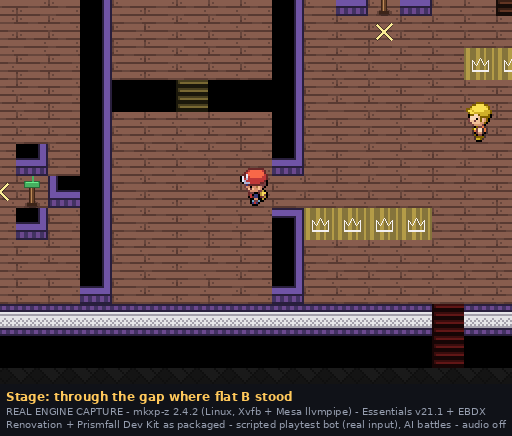 Stage: through the gap where flat B stood
REAL ENGINE CAPTURE - mkxp-z 2.4.2 (Linux, Xvfb + Mesa llvmpipe) - Essentials v21.1 + EBDX
Renovation + Prismfall Dev Kit as packaged - scripted playtest bot (real input), AI battles - audio off